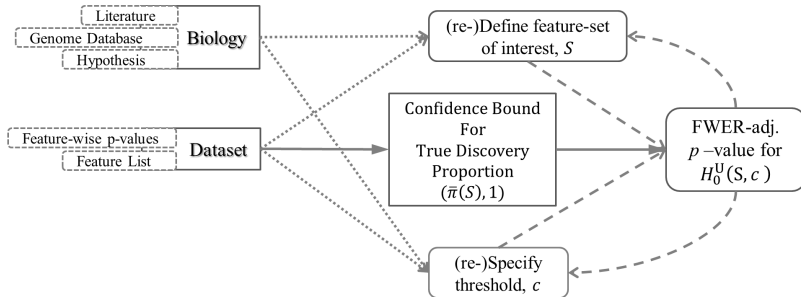 Literature
Genome Database
Hypothesis
Biology
Feature-wise p-values
Feature List
Dataset
(re-)Define feature-set
of interest, S
Confidence Bound
For
True Discovery
Proportion
(π̄(S), 1)
(re-)Specify
threshold, c
FWER-adj.
p –value for
H₀ᵁ(S, c )